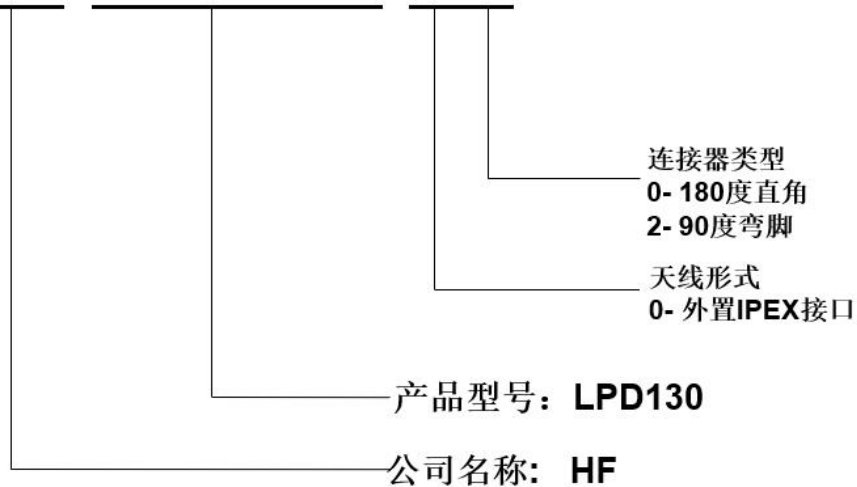 连接器类型
0- 180度直角
2- 90度弯脚
天线形式
0- 外置IPEX接口
产品型号：LPD130
公司名称: HF